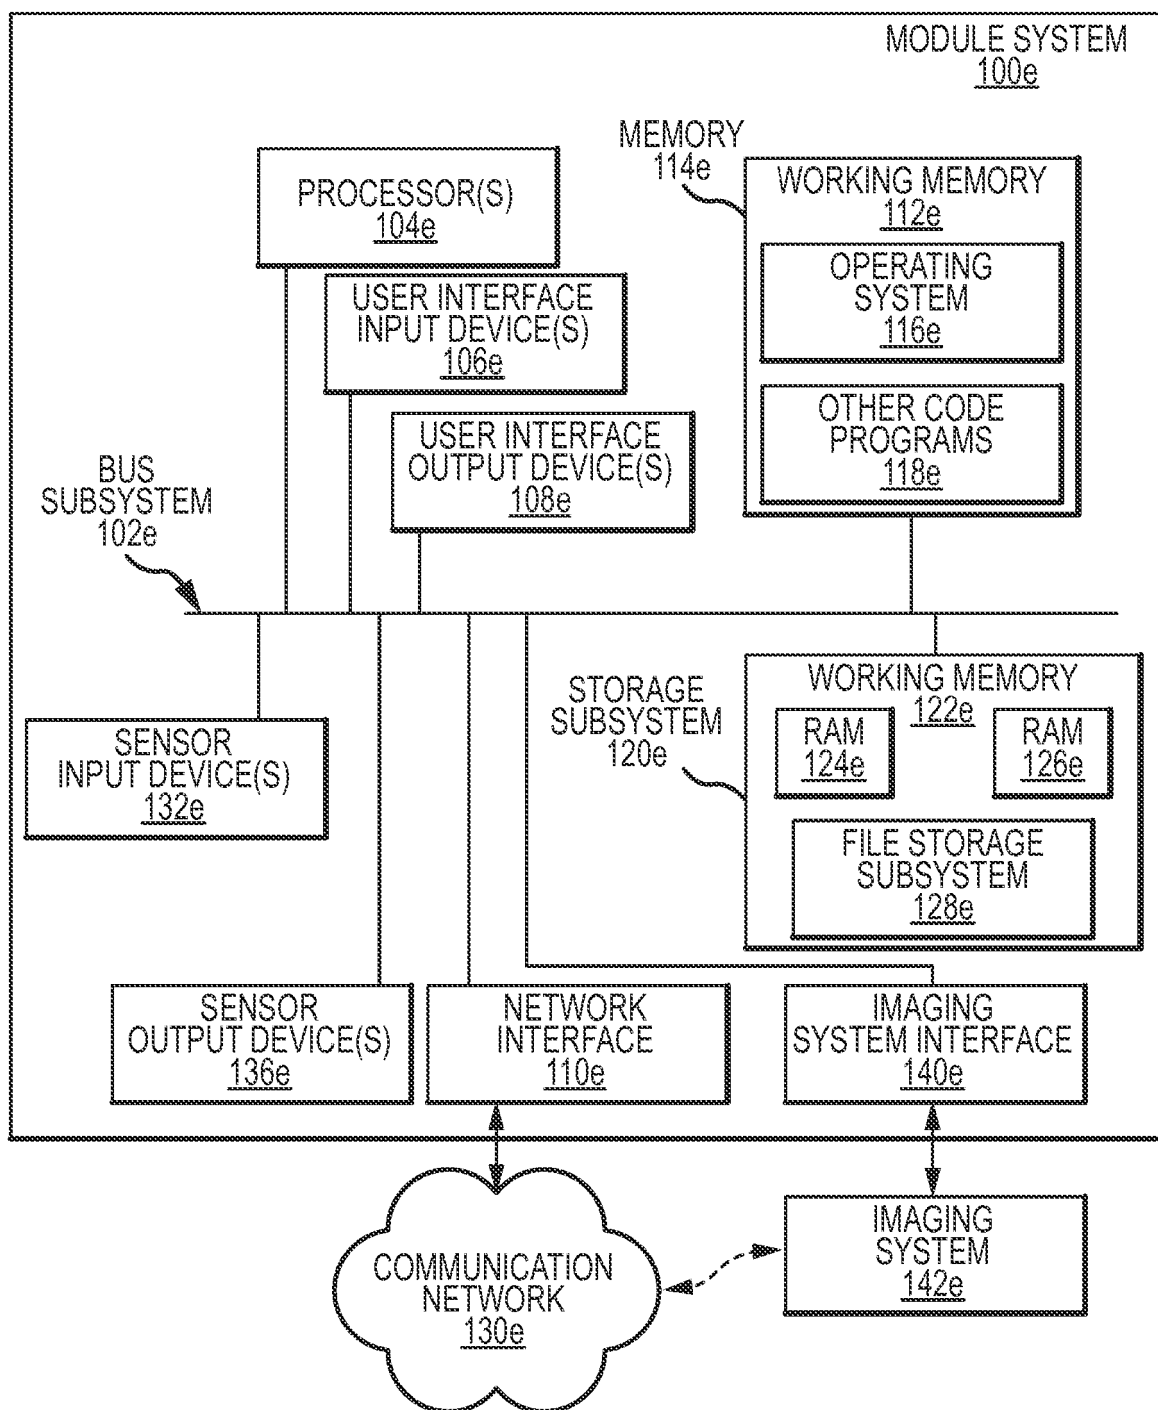 MODULE SYSTEM
100e
MEMORY
114e
PROCESSOR(S)
104e
WORKING MEMORY
112e
OPERATING
SYSTEM
116e
USER INTERFACE
INPUT DEVICE(S)
106e
OTHER CODE
PROGRAMS
118e
USER INTERFACE
OUTPUT DEVICE(S)
108e
BUS
SUBSYSTEM
102e
STORAGE
SUBSYSTEM
120e
WORKING MEMORY
122e
RAM
124e
RAM
126e
FILE STORAGE
SUBSYSTEM
128e
SENSOR
INPUT DEVICE(S)
132e
SENSOR
OUTPUT DEVICE(S)
136e
NETWORK
INTERFACE
110e
IMAGING
SYSTEM INTERFACE
140e
COMMUNICATION
NETWORK
130e
IMAGING
SYSTEM
142e